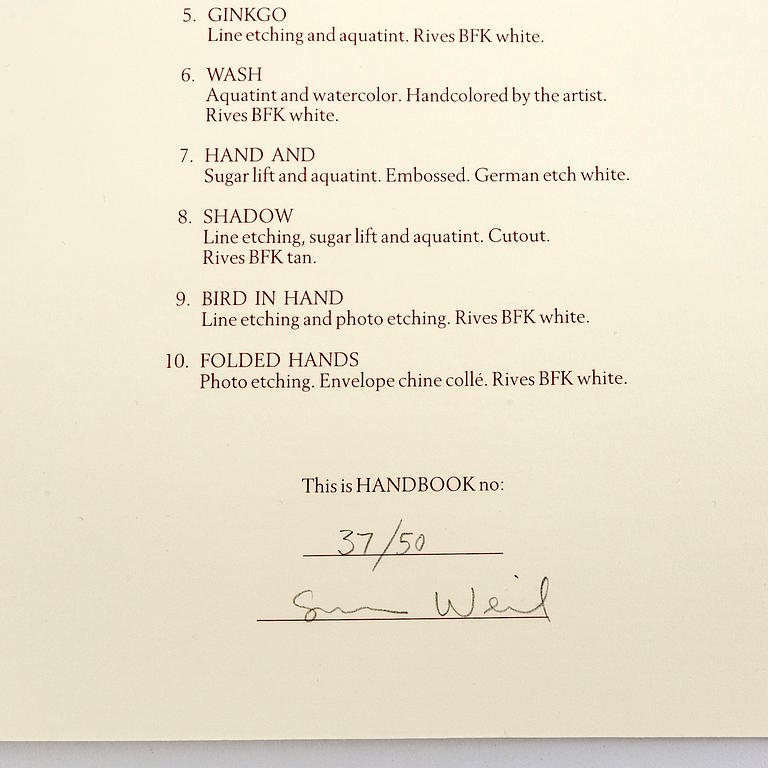 5. GINKGO
Line etching and aquatint. Rives BFK white.
6. WASH
Aquatint and watercolor. Handcolored by the artist.
Rives BFK white.
7. HAND AND
Sugar lift and aquatint. Embossed. German etch white.
8. SHADOW
Line etching, sugar lift and aquatint. Cutout.
Rives BFK tan.
9. BIRD IN HAND
Line etching and photo etching. Rives BFK white.
10. FOLDED HANDS
Photo etching. Envelope chine collé. Rives BFK white.
This is HANDBOOK no:
37/50
Sue Weil